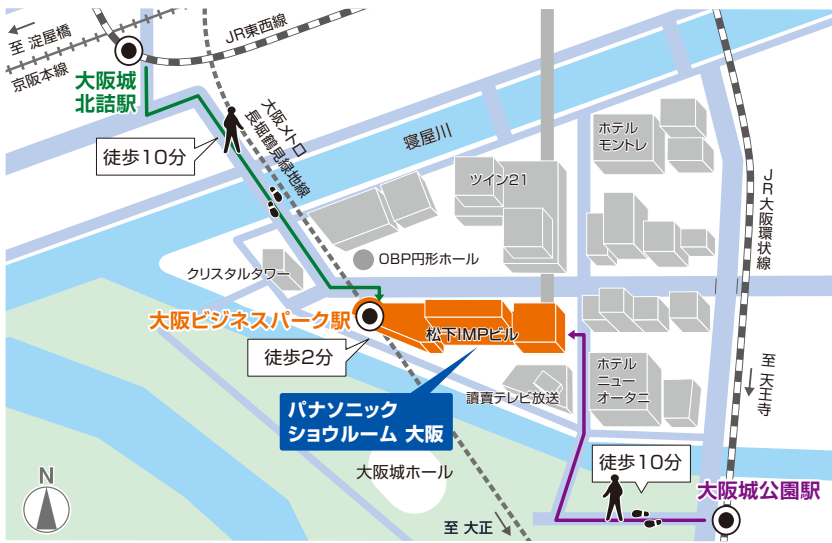 至 淀屋橋
京阪本線
JR東西線
大阪城
北詰駅
徒歩10分
大阪メトロ
長堀鶴見緑地線
寝屋川
ホテル
モントレ
ツイン21
JR大阪環状線
OBP円形ホール
クリスタルタワー
大阪ビジネスパーク駅
松下IMPビル
徒歩2分
パナソニック
ショウルーム 大阪
讀賣テレビ放送
ホテル
ニュー
オータニ
至 天王寺
大阪城ホール
徒歩10分
大阪城公園駅
N
至 大正